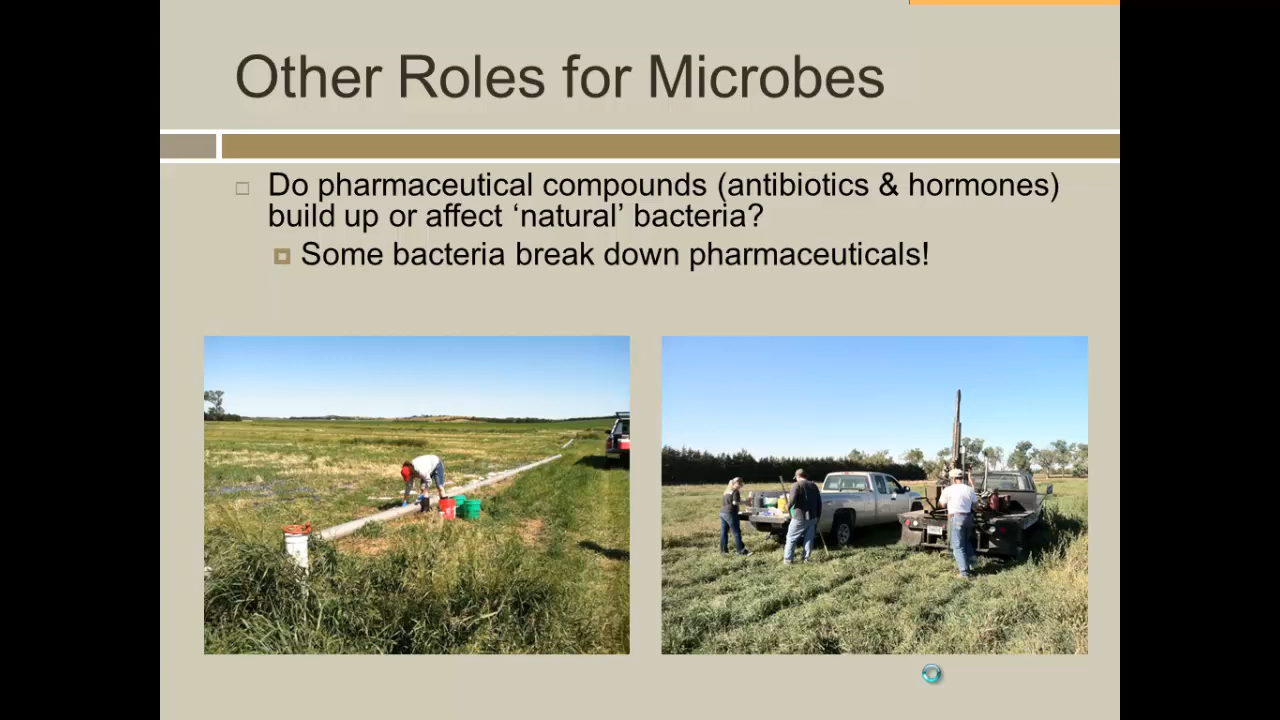 Other Roles for Microbes
Do pharmaceutical compounds (antibiotics & hormones)
build up or affect ‘natural’ bacteria?
Some bacteria break down pharmaceuticals!